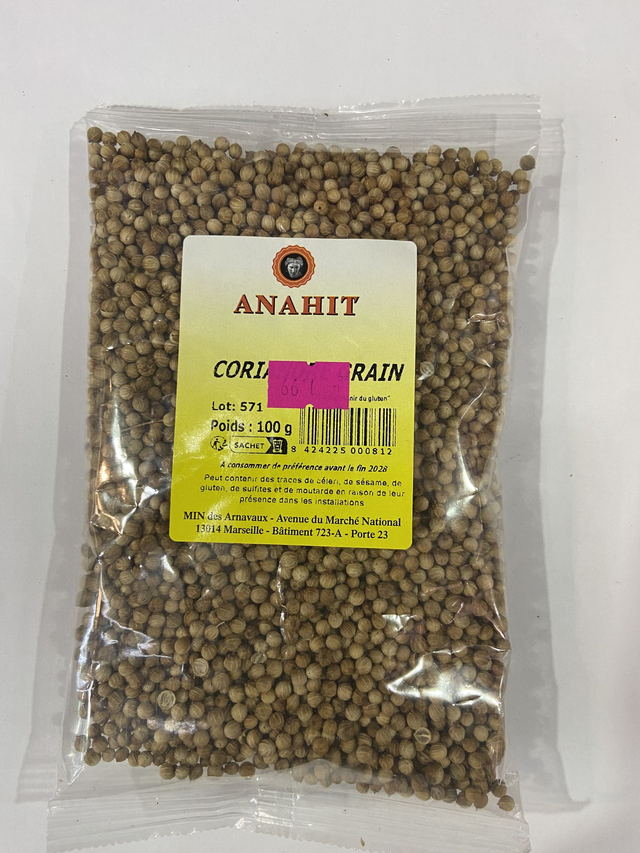 ANAHIT
CORIA GRAIN
nir du gluten"
Lot: 571
Poids : 100 g
SACHET
8 424225 000812
A consommer de préférence avant le fin 2028
Peut contenir des traces de céleri, de sésame, de
gluten, de sulfites et de moutarde en raison de leur
présence dans les installations
MIN des Arnavaux - Avenue du Marché National
13014 Marseille - Bâtiment 723-A - Porte 23